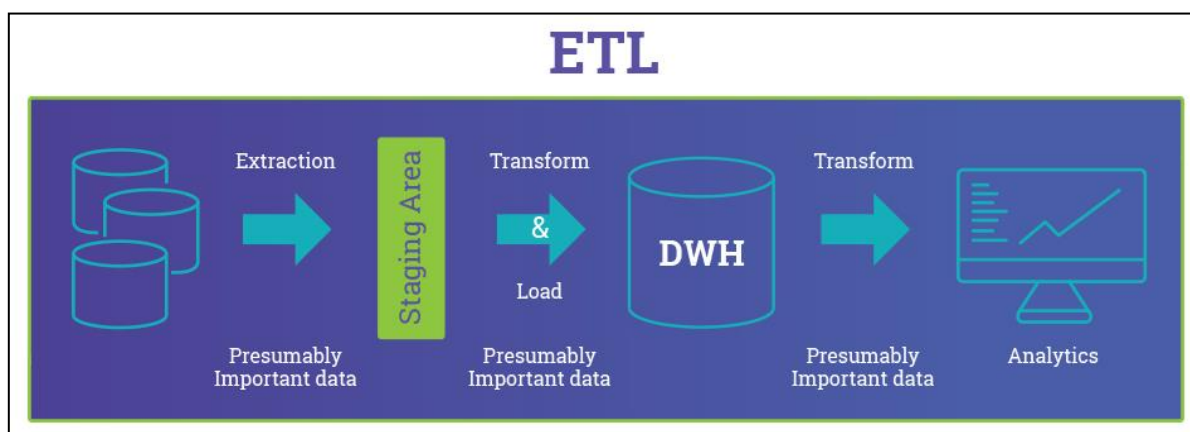 ETL
Extraction
Staging Area
Transform
&
Load
DWH
Transform
Presumably
Important data
Presumably
Important data
Presumably
Important data
Analytics